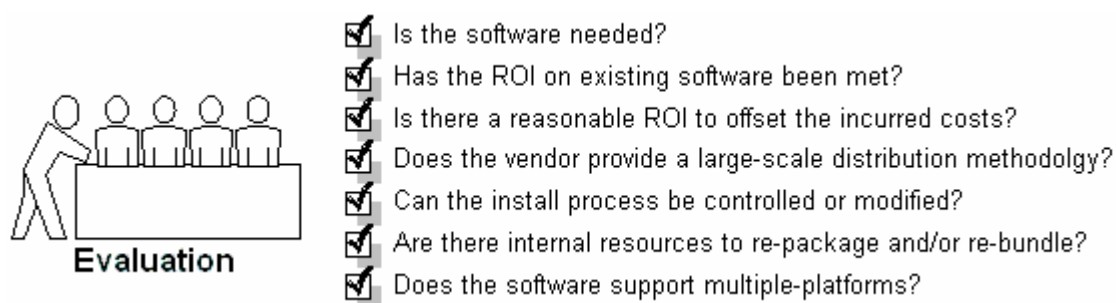 Is the software needed?
Has the ROI on existing software been met?
Is there a reasonable ROI to offset the incurred costs?
Does the vendor provide a large-scale distribution methodolgy?
Can the install process be controlled or modified?
Are there internal resources to re-package and/or re-bundle?
Does the software support multiple-platforms?
Evaluation